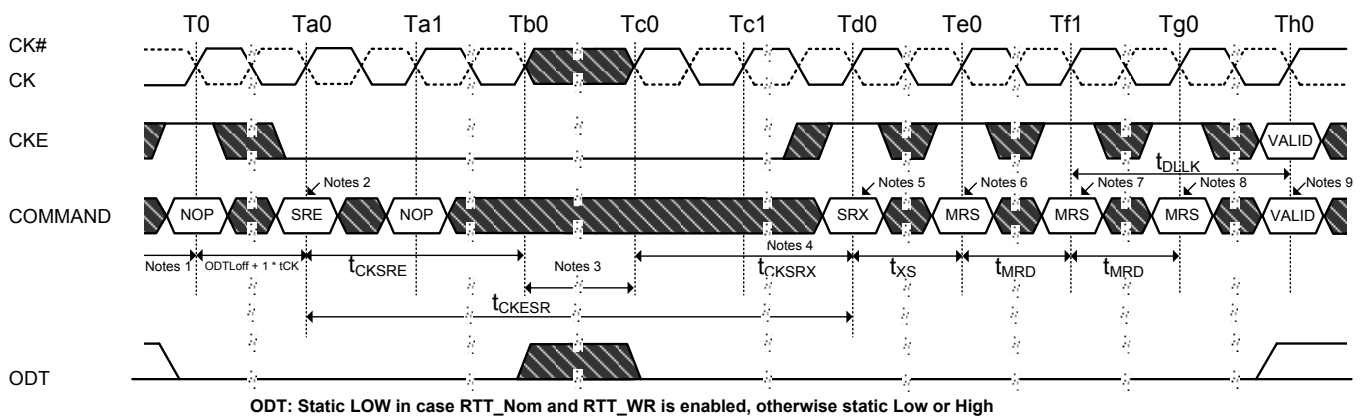 T0 Ta0 Ta1 Tb0 Tc0 Tc1 Td0 Te0 Tf1 Tg0 Th0
CK#
CK
CKE VALID
tDLLK
Notes 2 Notes 5 Notes 6 Notes 7 Notes 8 Notes 9
COMMAND NOP SRE NOP SRX MRS MRS MRS VALID
Notes 1 ODTLoff + 1 * tCK tCKSRE Notes 3 Notes 4 tCKSRX tXS tMRD tMRD
tCKESR
ODT
ODT: Static LOW in case RTT_Nom and RTT_WR is enabled, otherwise static Low or High